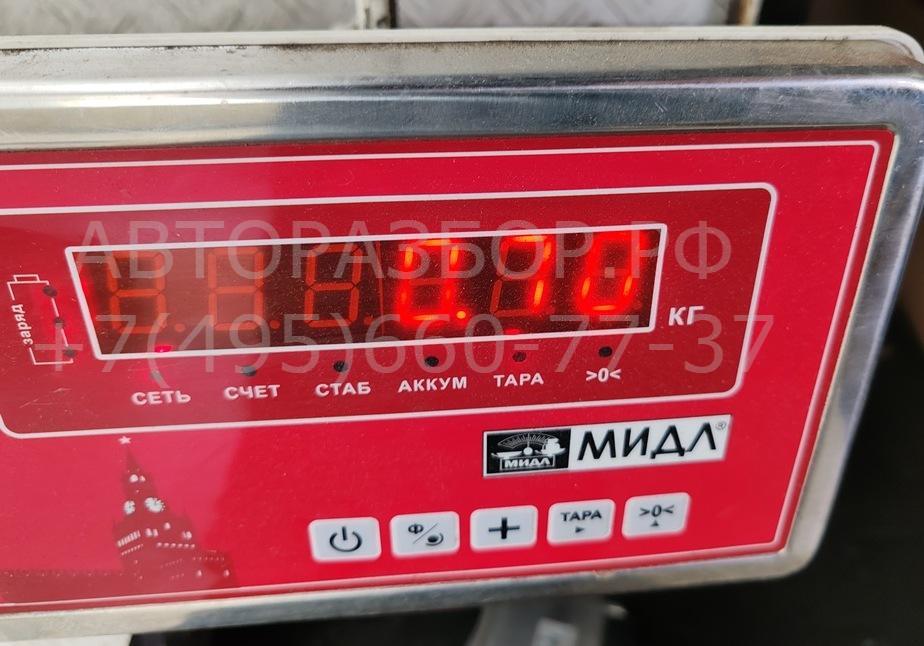 АВТОРАЗБОР.РФ
0.70
КГ
+7(495)660-77-37
заряд
СЕТЬ СЧЕТ СТАБ АККУМ ТАРА >0<
МИДЛ МИДЛ®
Ф ТАРА >0<